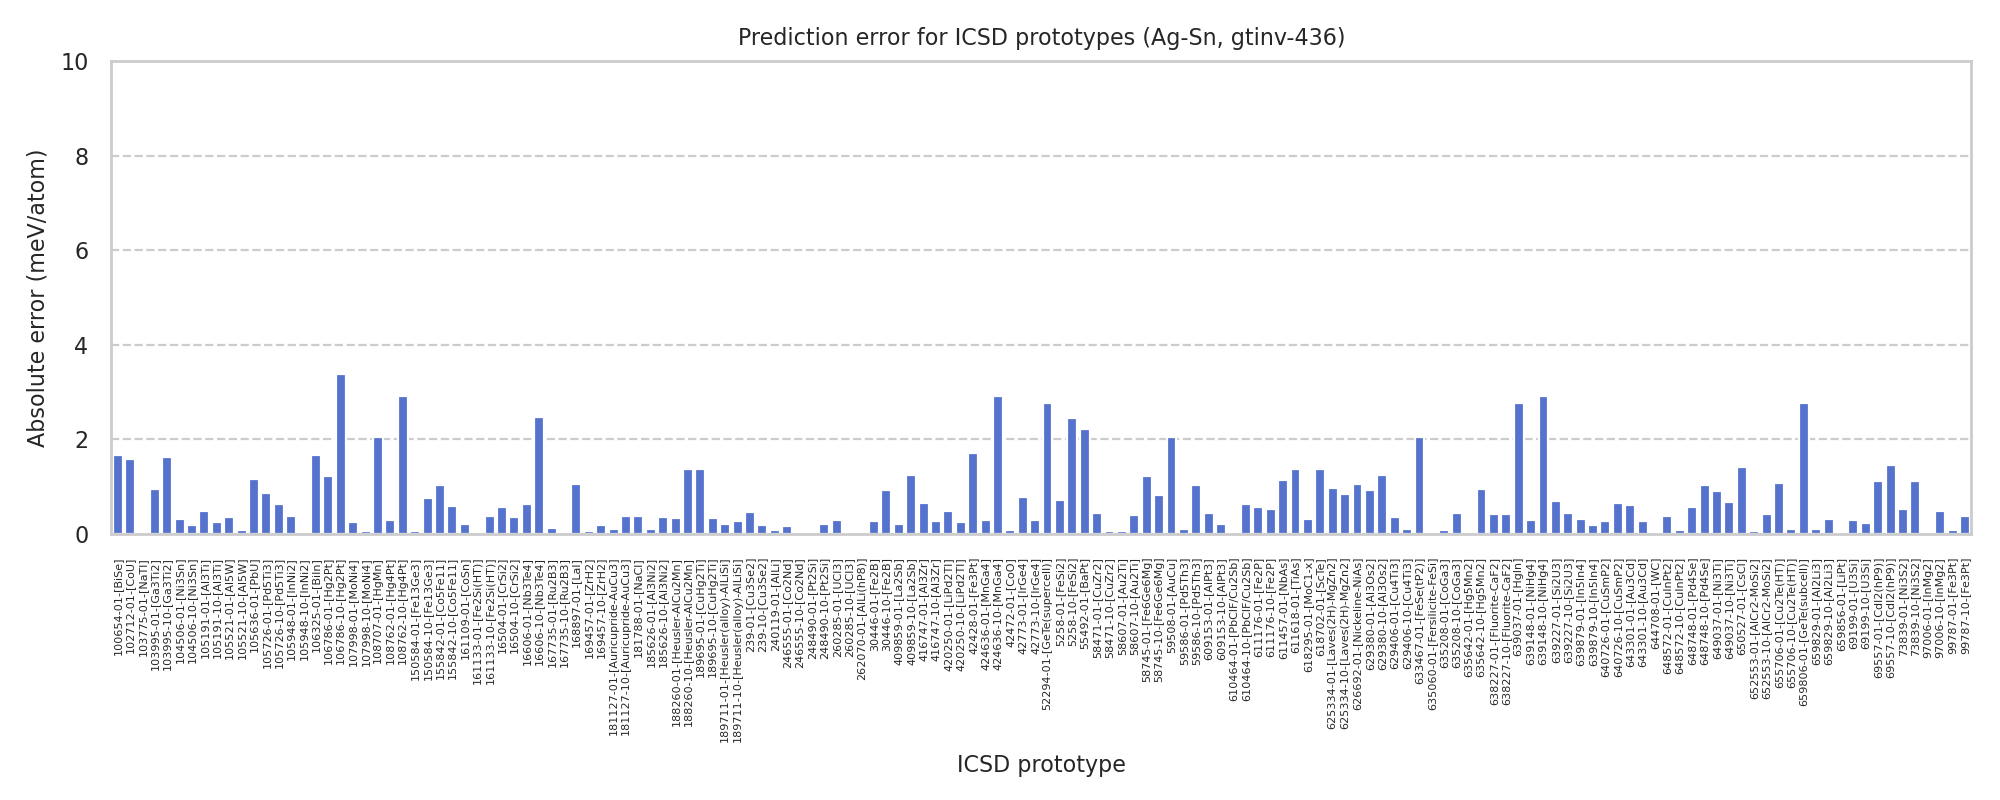 Prediction error for ICSD prototypes (Ag-Sn, gtinv-436)
Absolute error (meV/atom)
10
8
6
4
2
0
100654-01-[BiSe]
102712-01-[CoU]
103775-01-[NaTl]
103995-01-[Ga3Ti2]
103995-10-[Ga3Ti2]
104506-01-[Ni3Sn]
104506-10-[Ni3Sn]
105191-01-[Al3Ti]
105191-10-[Al3Ti]
105521-01-[Al5W]
105521-10-[Al5W]
105636-01-[PbU]
105726-01-[Pd5Ti3]
105726-10-[Pd5Ti3]
105948-01-[InNi2]
105948-10-[InNi2]
106325-01-[BiIn]
106786-01-[Hg2Pt]
106786-10-[Hg2Pt]
107998-01-[MoNi4]
107998-10-[MoNi4]
108707-01-[HgMn]
108762-01-[Hg4Pt]
108762-10-[Hg4Pt]
150584-01-[Fe13Ge3]
150584-10-[Fe13Ge3]
155842-01-[Co5Fe11]
155842-10-[Co5Fe11]
161109-01-[CoSn]
161133-01-[Fe2Si(HT)]
161133-10-[Fe2Si(HT)]
16504-01-[CrSi2]
16504-10-[CrSi2]
16606-01-[Nb3Te4]
16606-10-[Nb3Te4]
167735-01-[Ru2B3]
167735-10-[Ru2B3]
168897-01-[LaI]
169457-01-[ZrH2]
169457-10-[ZrH2]
181127-01-[Auricupride-AuCu3]
181127-10-[Auricupride-AuCu3]
181788-01-[NaCl]
185626-01-[Al3Ni2]
185626-10-[Al3Ni2]
188260-01-[Heusler-AlCu2Mn]
188260-10-[Heusler-AlCu2Mn]
189695-01-[CuHg2Ti]
189695-10-[CuHg2Ti]
189711-01-[Heusler(alloy)-AlLiSi]
189711-10-[Heusler(alloy)-AlLiSi]
239-01-[Cu3Se2]
239-10-[Cu3Se2]
240119-01-[AlLi]
246555-01-[Co2Nd]
246555-10-[Co2Nd]
248490-01-[Pt2Si]
248490-10-[Pt2Si]
260285-01-[UCl3]
260285-10-[UCl3]
262070-01-[AlLi(hP8)]
30446-01-[Fe2B]
30446-10-[Fe2B]
409859-01-[La2Sb]
409859-10-[La2Sb]
416747-01-[Al3Zr]
416747-10-[Al3Zr]
420250-01-[LiPd2Tl]
420250-10-[LiPd2Tl]
42428-01-[Fe3Pt]
424636-01-[MnGa4]
424636-10-[MnGa4]
42472-01-[CoO]
42773-01-[IrGe4]
42773-10-[IrGe4]
52294-01-[GeTe(supercell)]
5258-01-[FeSi2]
5258-10-[FeSi2]
55492-01-[BaPt]
58471-01-[CuZr2]
58471-10-[CuZr2]
58607-01-[Au2Ti]
58607-10-[Au2Ti]
58745-01-[Fe6Ge6Mg]
58745-10-[Fe6Ge6Mg]
59508-01-[AuCu]
59586-01-[Pd5Th3]
59586-10-[Pd5Th3]
609153-01-[AlPt3]
609153-10-[AlPt3]
610464-01-[PbClF/Cu2Sb]
610464-10-[PbClF/Cu2Sb]
611176-01-[Fe2P]
611176-10-[Fe2P]
611457-01-[NbAs]
611618-01-[TiAs]
618295-01-[MoC1-x]
618702-01-[ScTe]
625334-01-[Laves(2H)-MgZn2]
625334-10-[Laves(2H)-MgZn2]
626692-01-[Nickeline-NiAs]
629380-01-[Al3Os2]
629380-10-[Al3Os2]
629406-01-[Cu4Ti3]
629406-10-[Cu4Ti3]
633467-01-[FeSe(tP2)]
635060-01-[Fersilicite-FeSi]
635208-01-[CoGa3]
635208-10-[CoGa3]
635642-01-[Hg5Mn2]
635642-10-[Hg5Mn2]
638227-01-[Fluorite-CaF2]
638227-10-[Fluorite-CaF2]
639037-01-[HgIn]
639148-01-[NiHg4]
639148-10-[NiHg4]
639227-01-[Si2U3]
639227-10-[Si2U3]
639879-01-[In5In4]
639879-10-[In5In4]
640726-01-[CuSmP2]
640726-10-[CuSmP2]
643301-01-[Au3Cd]
643301-10-[Au3Cd]
644708-01-[WC]
648572-01-[CuInPt2]
648572-10-[CuInPt2]
648748-01-[Pd4Se]
648748-10-[Pd4Se]
649037-01-[Ni3Ti]
649037-10-[Ni3Ti]
650527-01-[CsCl]
652553-01-[AlCr2-MoSi2]
652553-10-[AlCr2-MoSi2]
655706-01-[Cu2Te(HT)]
655706-10-[Cu2Te(HT)]
659806-01-[GeTe(subcell)]
659829-01-[Al2Li3]
659829-10-[Al2Li3]
659856-01-[LiPt]
69199-01-[U3Si]
69199-10-[U3Si]
69557-01-[CdI2(hP9)]
69557-10-[CdI2(hP9)]
73839-01-[Ni3S2]
73839-10-[Ni3S2]
97006-01-[InMg2]
97006-10-[InMg2]
99787-01-[Fe3Pt]
99787-10-[Fe3Pt]
ICSD prototype